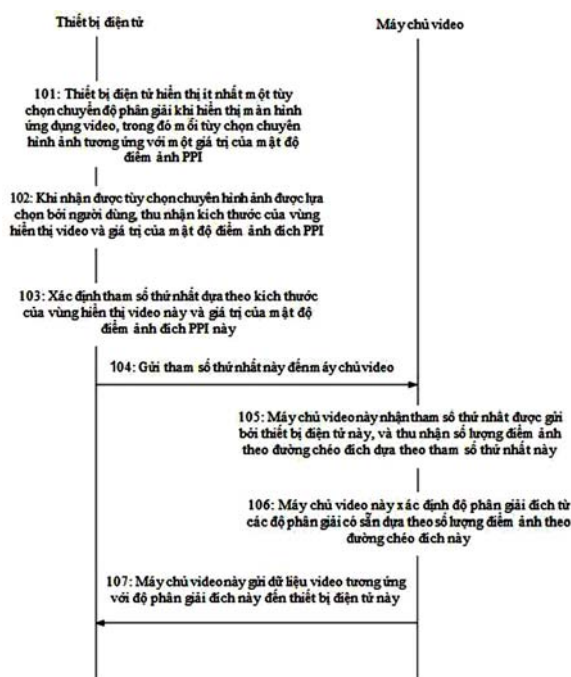 Thiết bị điện tử
Máy chủ video
101: Thiết bị điện tử hiển thị ít nhất một tùy
chọn chuyển độ phân giải khi hiển thị màn hình
ứng dụng video, trong đó mỗi tùy chọn chuyển
hình ảnh tương ứng với một giá trị của mật độ
điểm ảnh PPI
102: Khi nhận được tùy chọn chuyển hình ảnh được lựa
chọn bởi người dùng, thu nhận kích thước của vùng
hiển thị video và giá trị của mật độ điểm ảnh đích PPI
103: Xác định tham số thứ nhất dựa theo kích thước
của vùng hiển thị video này và giá trị của mật độ
điểm ảnh đích PPI này
104: Gửi tham số thứ nhất này đến máy chủ video
105: Máy chủ video này nhận tham số thứ nhất được gửi
bởi thiết bị điện tử này, và thu nhận số lượng điểm ảnh
theo đường chéo đích dựa theo tham số thứ nhất này
106: Máy chủ video này xác định độ phân giải đích từ
các độ phân giải có sẵn dựa theo số lượng điểm ảnh theo
đường chéo đích này
107: Máy chủ video này gửi dữ liệu video tương ứng
với độ phân giải đích này đến thiết bị điện tử này